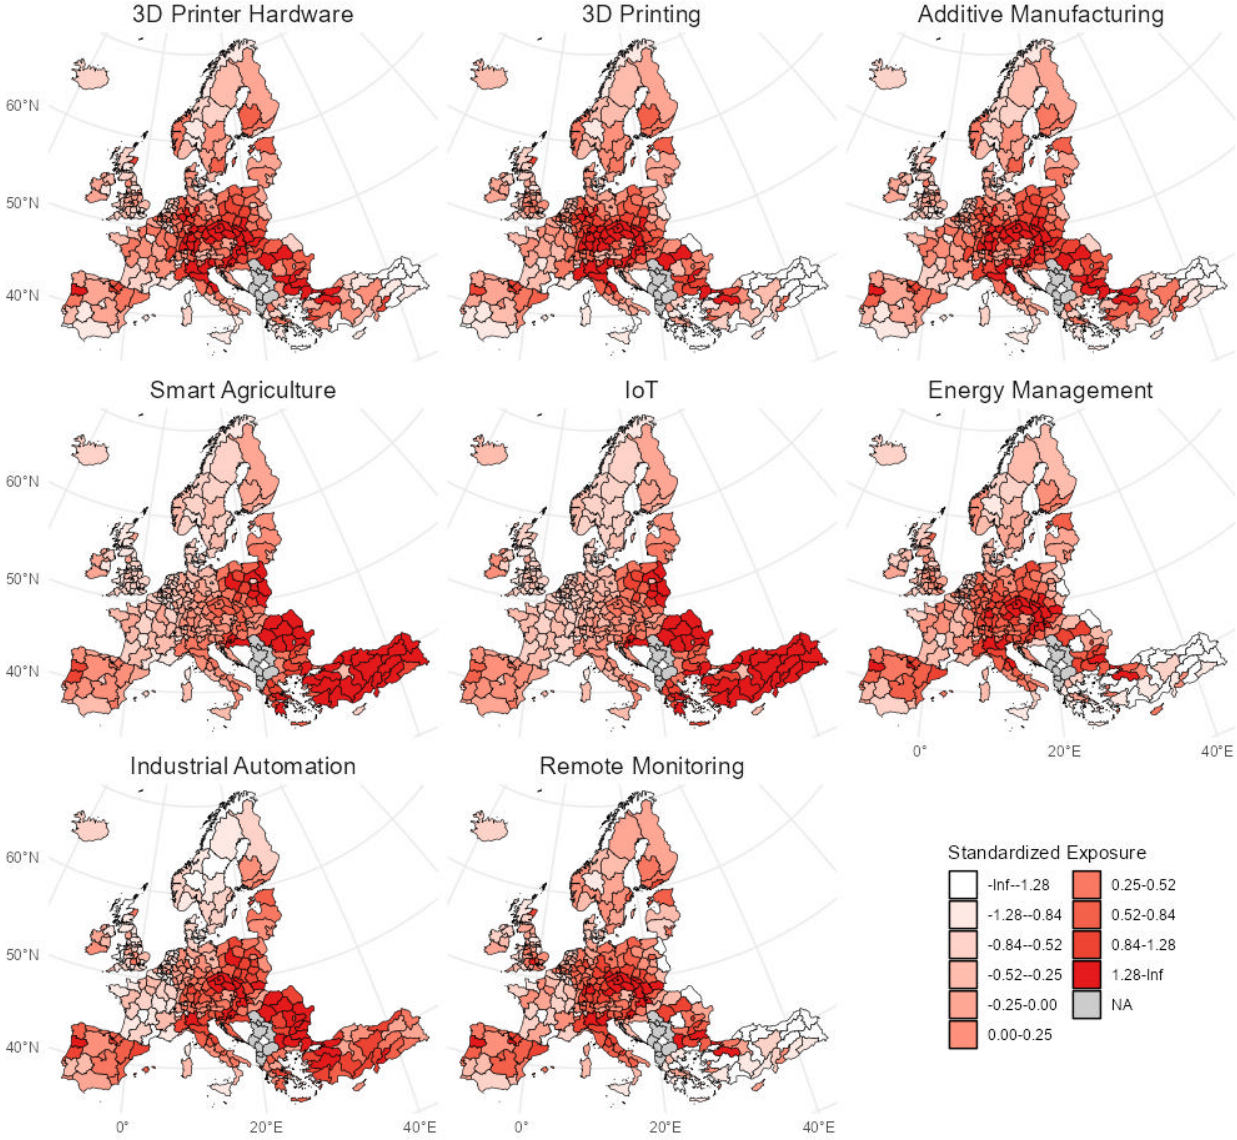 3D Printer Hardware
3D Printing
Additive Manufacturing
60°N
50°N
40°N
Smart Agriculture
IoT
Energy Management
60°N
50°N
40°N
0°
20°E
40°E
Industrial Automation
Remote Monitoring
60°N
50°N
40°N
0°
20°E
40°E
0°
20°E
40°E
Standardized Exposure
-Inf--1.28
-1.28--0.84
-0.84--0.52
-0.52--0.25
-0.25-0.00
0.00-0.25
0.25-0.52
0.52-0.84
0.84-1.28
1.28-Inf
NA